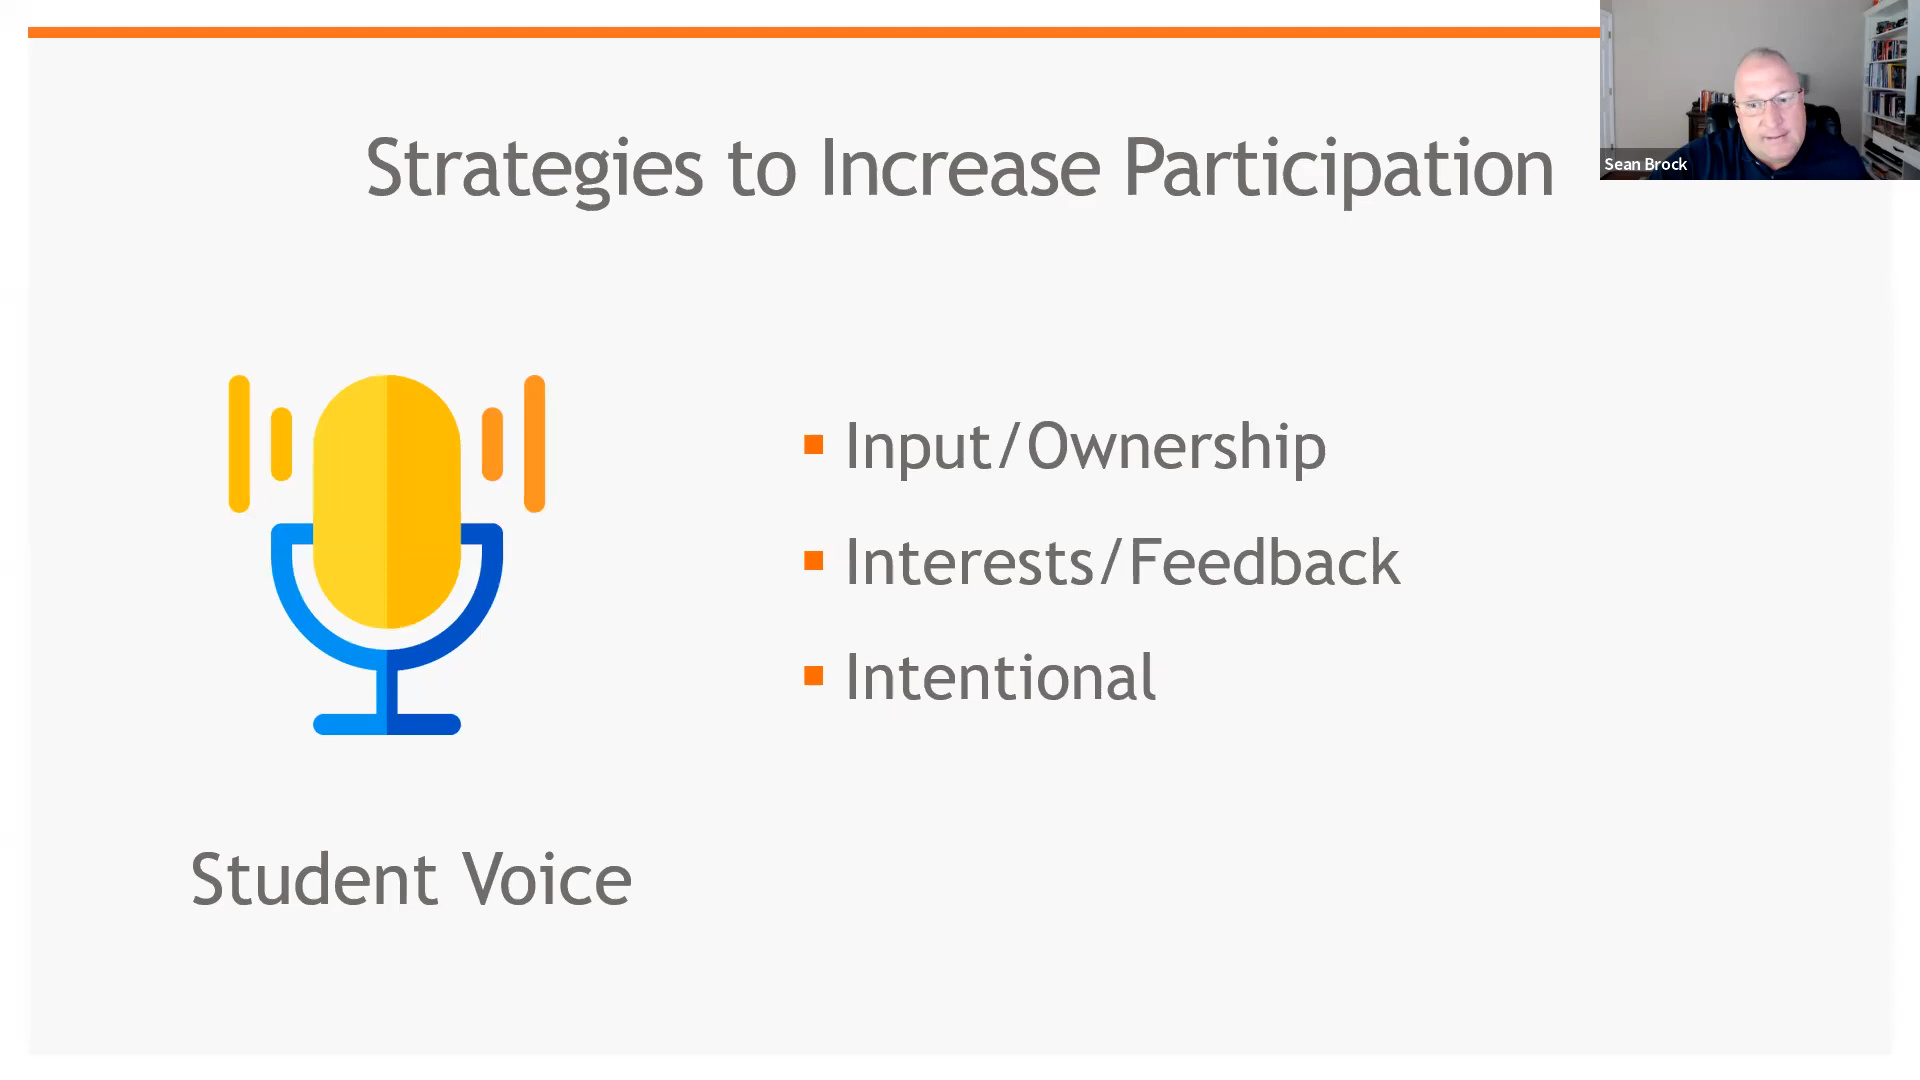 Strategies to Increase Participation
Sean Brock
Input/Ownership
Interests/Feedback
Intentional
Student Voice